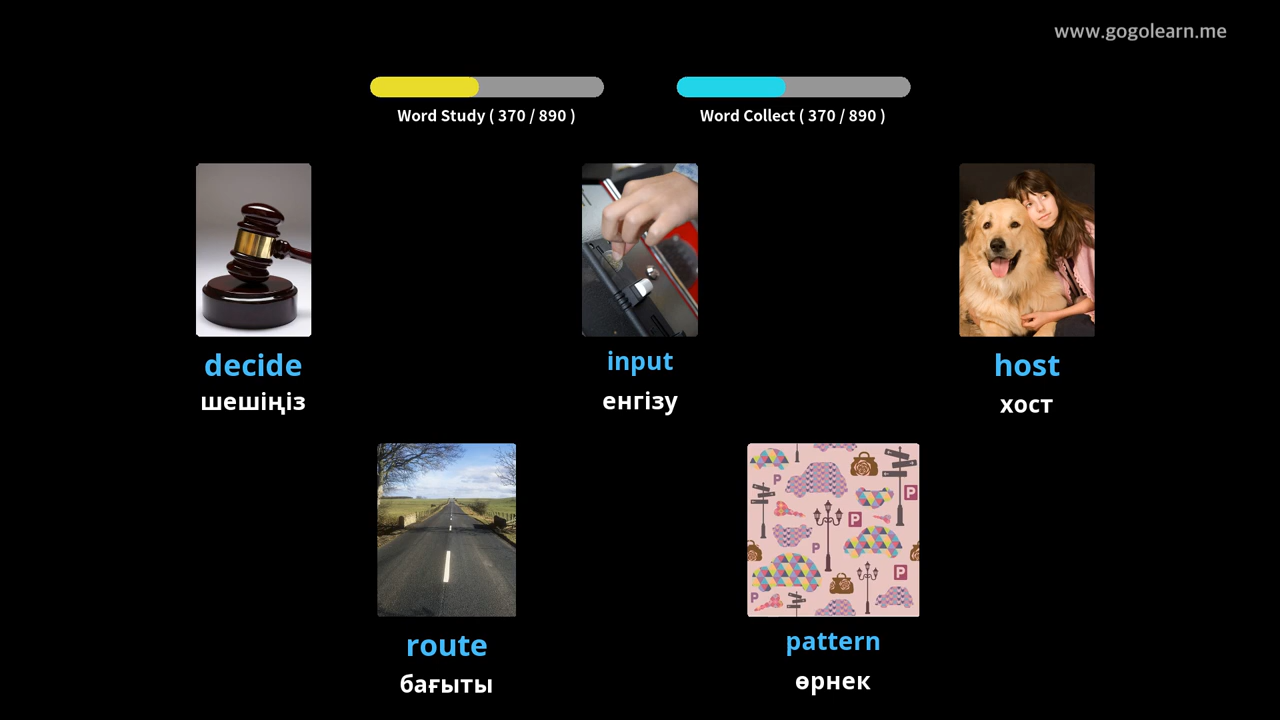 www.gogolearn.me
Word Study ( 370 / 890 )
Word Collect ( 370 / 890 )
decide
шешіңіз
input
енгізу
host
хост
route
бағыты
pattern
өрнек
P
P
P
P
P
P